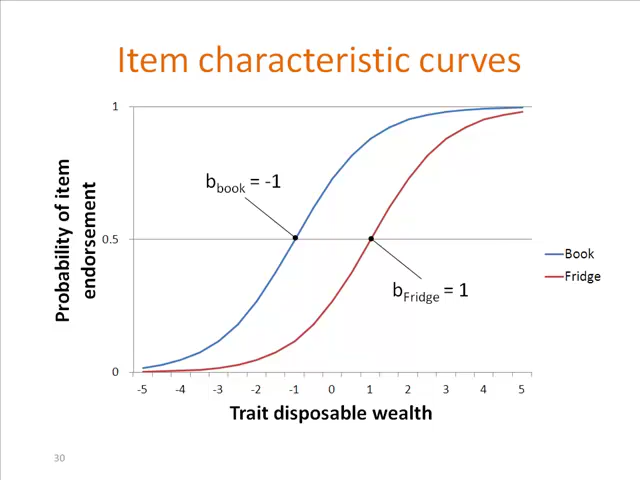 Item characteristic curves
1
0.5
0
Probability of item
endorsement
b_book = -1
b_Fridge = 1
Book
Fridge
-5 -4 -3 -2 -1 0 1 2 3 4 5
Trait disposable wealth
30